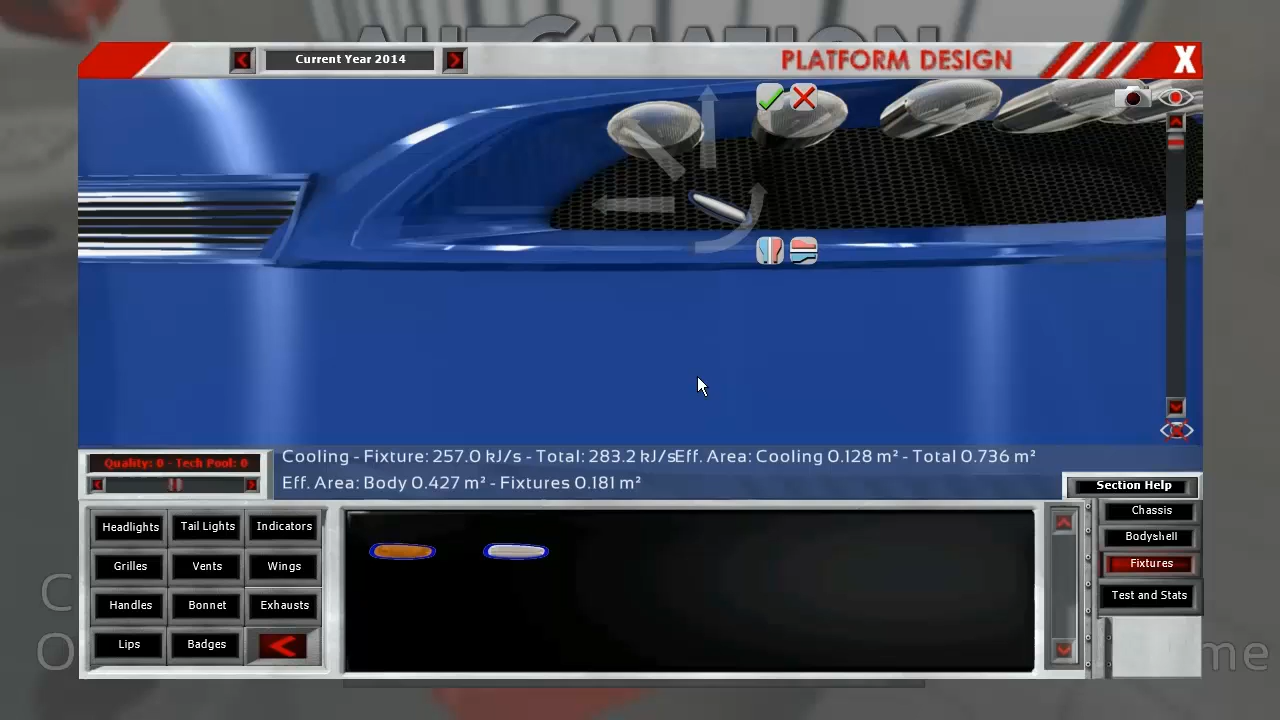 AUTOMATION
Current Year 2014
PLATFORM DESIGN
X
Cooling - Fixture: 257.0 kJ/s - Total: 283.2 kJ/sEff. Area: Cooling 0.128 m² - Total 0.736 m²
Quality: 0 - Tech Pool: 0
Eff. Area: Body 0.427 m² - Fixtures 0.181 m²
Section Help
Headlights
Tail Lights
Indicators
Chassis
Bodyshell
Grilles
Vents
Wings
Fixtures
Test and Stats
Handles
Bonnet
Exhausts
Lips
Badges
C
O
me